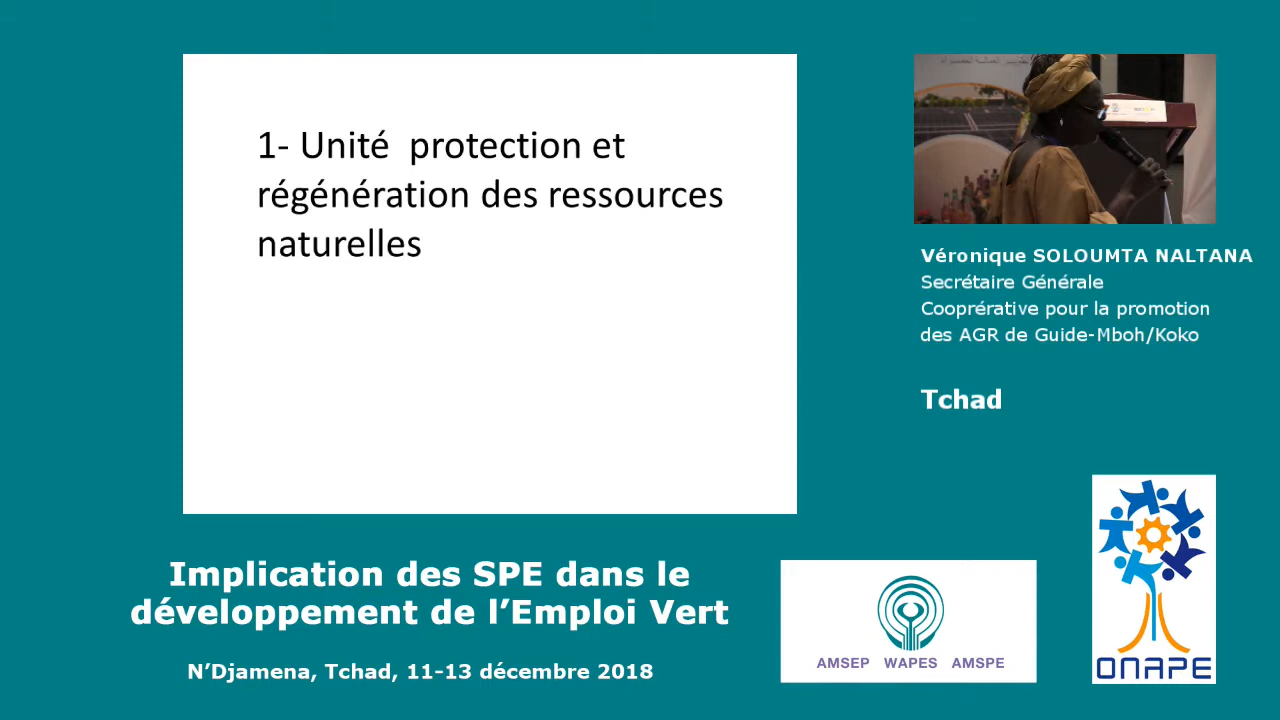 1- Unité  protection et
régénération des ressources
naturelles
Véronique SOLOUMTA NALTANA
Secrétaire Générale
Cooprérative pour la promotion
des AGR de Guide-Mboh/Koko
Tchad
Implication des SPE dans le
développement de l’Emploi Vert
N’Djamena, Tchad, 11-13 décembre 2018
AMSEP WAPES AMSPE
ONAPE